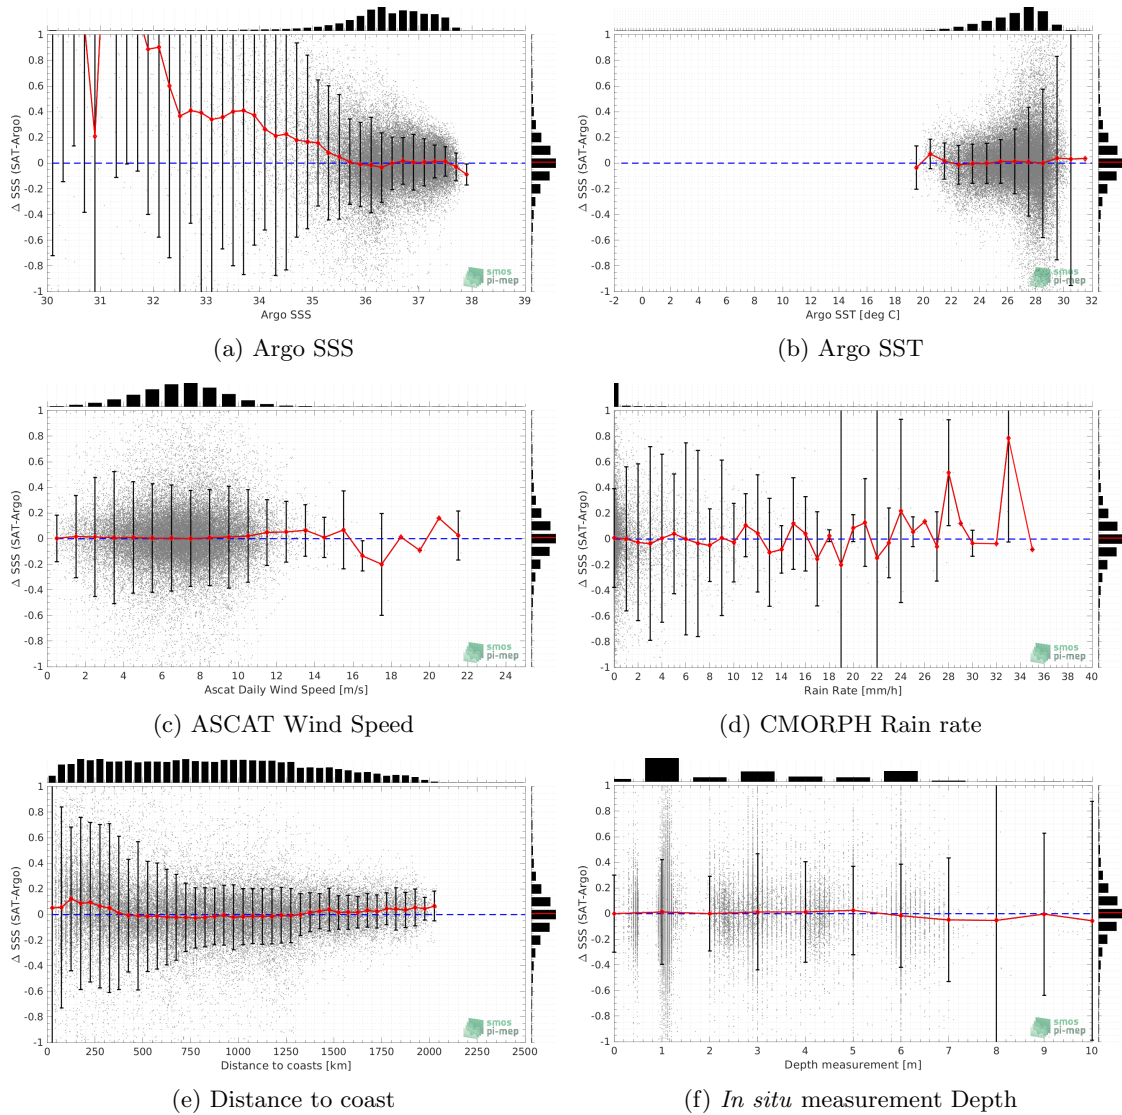 1
0.8
0.6
0.4
0.2
0
-0.2
-0.4
-0.6
-0.8
-1
Δ SSS (SAT-Argo)
30 31 32 33 34 35 36 37 38 39
Argo SSS
smos
pi-mep
(a) Argo SSS
1
0.8
0.6
0.4
0.2
0
-0.2
-0.4
-0.6
-0.8
-1
Δ SSS (SAT-Argo)
-2 0 2 4 6 8 10 12 14 16 18 20 22 24 26 28 30 32
Argo SST [deg C]
smos
pi-mep
(b) Argo SST
1
0.8
0.6
0.4
0.2
0
-0.2
-0.4
-0.6
-0.8
-1
Δ SSS (SAT-Argo)
0 2 4 6 8 10 12 14 16 18 20 22 24
Ascat Daily Wind Speed [m/s]
smos
pi-mep
(c) ASCAT Wind Speed
1
0.8
0.6
0.4
0.2
0
-0.2
-0.4
-0.6
-0.8
-1
Δ SSS (SAT-Argo)
0 2 4 6 8 10 12 14 16 18 20 22 24 26 28 30 32 34 36 38 40
Rain Rate [mm/h]
smos
pi-mep
(d) CMORPH Rain rate
1
0.8
0.6
0.4
0.2
0
-0.2
-0.4
-0.6
-0.8
-1
Δ SSS (SAT-Argo)
0 250 500 750 1000 1250 1500 1750 2000 2250 2500
Distance to coasts [km]
smos
pi-mep
(e) Distance to coast
1
0.8
0.6
0.4
0.2
0
-0.2
-0.4
-0.6
-0.8
-1
Δ SSS (SAT-Argo)
0 1 2 3 4 5 6 7 8 9 10
Depth measurement [m]
smos
pi-mep
(f) In situ measurement Depth